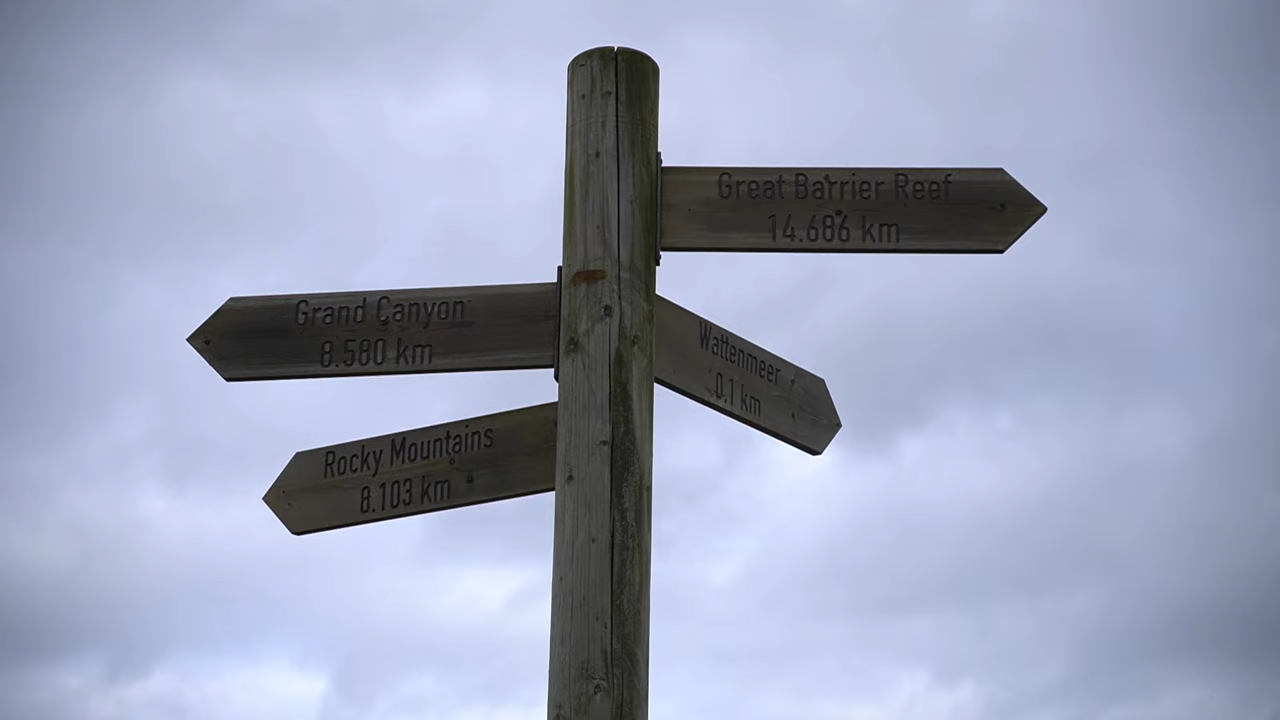 Great Barrier Reef
14.686 km
Grand Canyon
8.580 km
Wattenmeer
0.1 km
Rocky Mountains
8.103 km